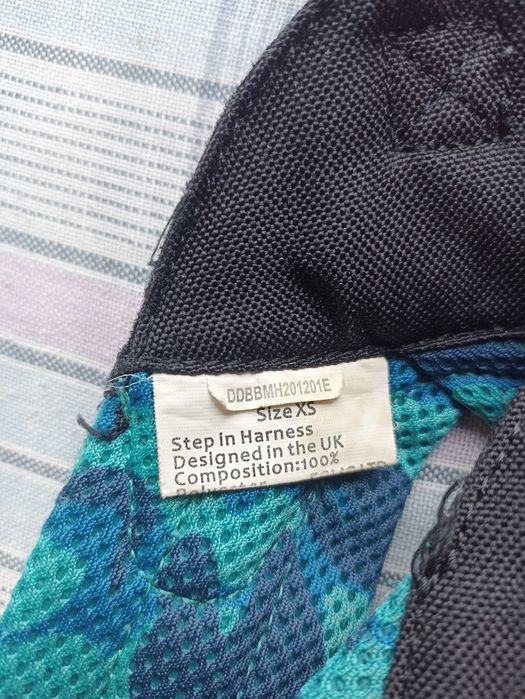 DDBBMH201201E
Size XS
Step in Harness
Designed in the UK
Composition:100%